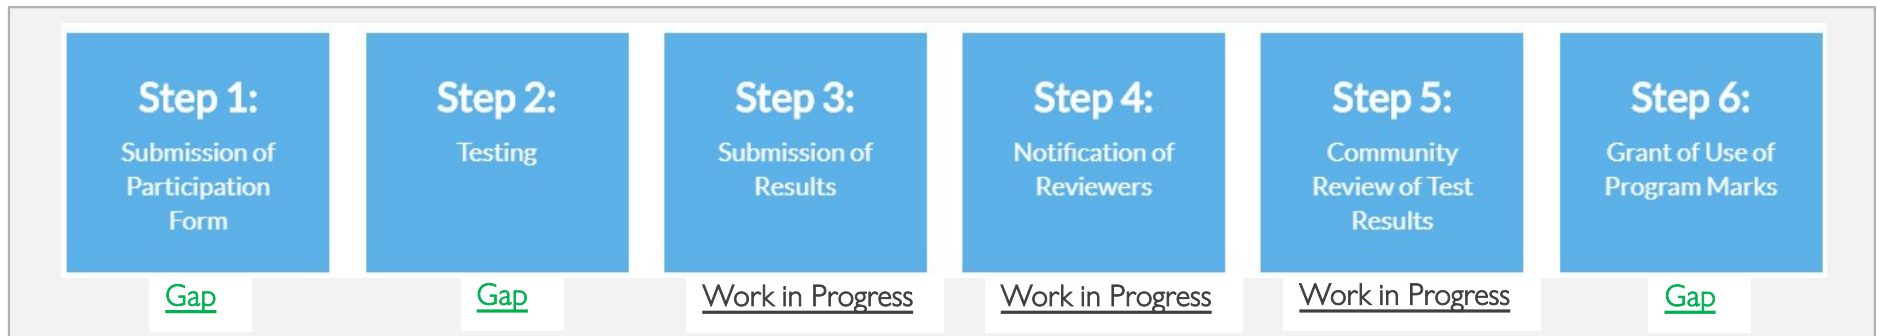 Step 1:
Submission of
Participation
Form
Gap
Step 2:
Testing
Gap
Step 3:
Submission of
Results
Work in Progress
Step 4:
Notification of
Reviewers
Work in Progress
Step 5:
Community
Review of Test
Results
Work in Progress
Step 6:
Grant of Use of
Program Marks
Gap